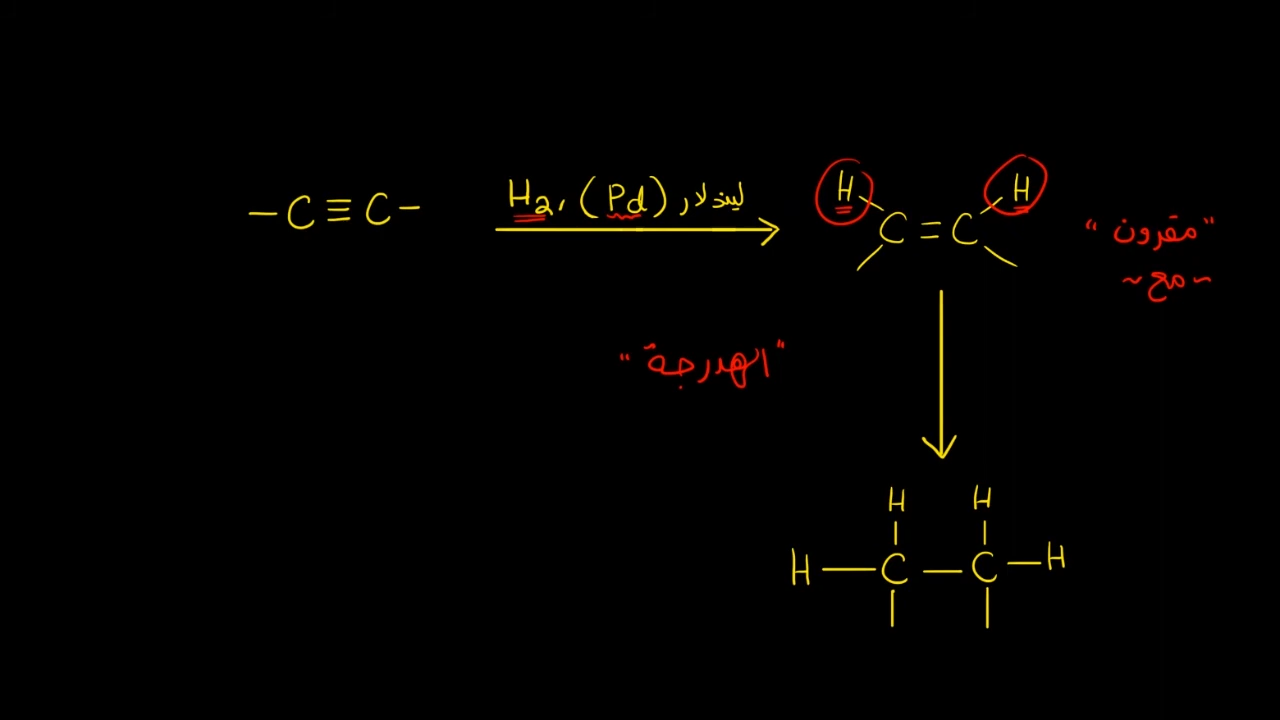 H₂، (Pd) ليندلار
–C≡C–
H H
C=C
"مقرون"
~مع~
"الهدرجة"
H H
H–C–C–H